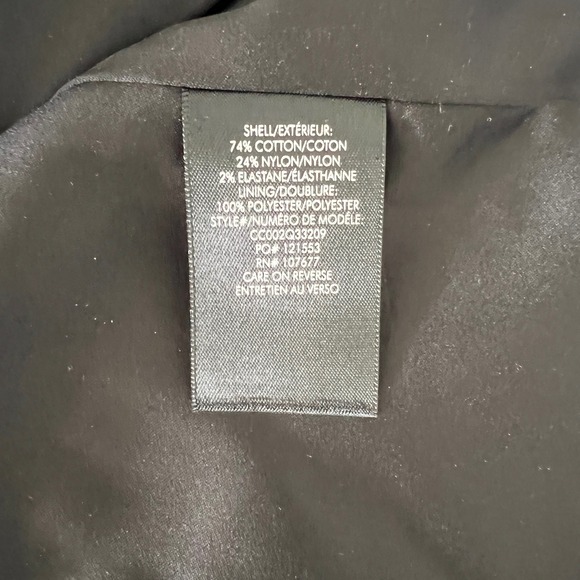 SHELL/EXTÉRIEUR:
74% COTTON/COTON
24% NYLON/NYLON
2% ELASTANE/ÉLASTHANNE
LINING/DOUBLURE:
100% POLYESTER/POLYESTER
STYLE#/NUMÉRO DE MODÈLE:
CC002Q33209
PO# 121553
RN# 107677
CARE ON REVERSE
ENTRETIEN AU VERSO